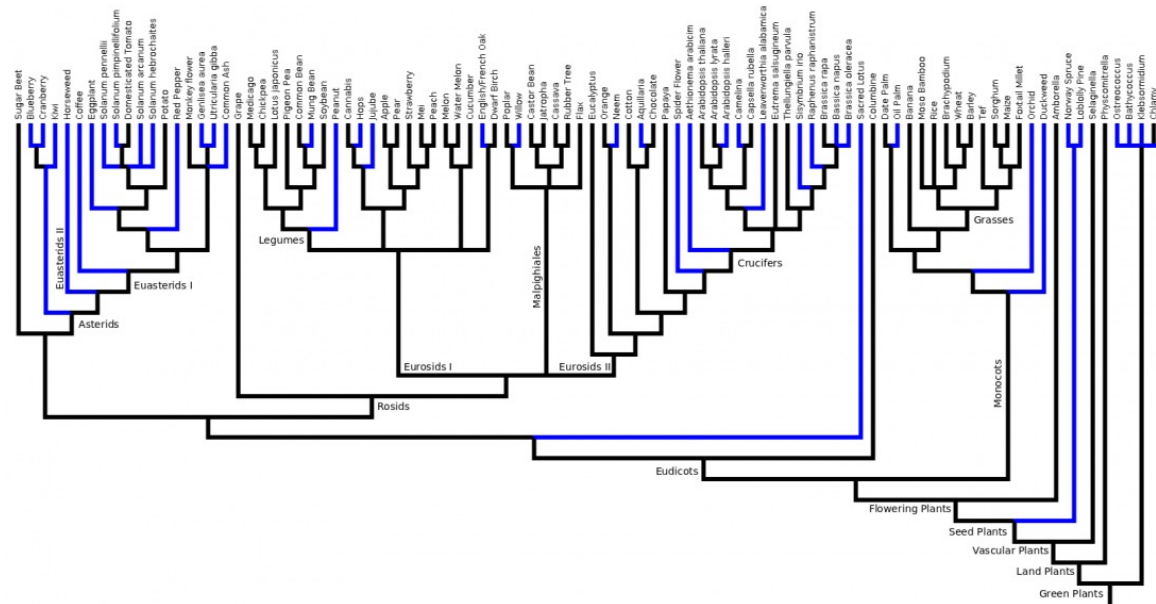 Sugar Beet
Blueberry
Cranberry
Kiwi
Horseweed
Coffee
Eggplant
Solanum pennellii
Solanum pimpinellifolium
Domesticated Tomato
Solanum arcanum
Solanum hebrochaites
Potato
Red Pepper
Monkey flower
Genlisea aurea
Utricularia gibba
Common Ash
Grape
Medicago
Chickpea
Lotus japonicus
Pigeon Pea
Common Bean
Mung Bean
Soybean
Peanut
Cannabis
Hops
Jujube
Apple
Pear
Strawberry
Mei
Peach
Melon
Water Melon
Cucumber
English/French Oak
Dwarf Birch
Poplar
Willow
Castor Bean
Jatropha
Cassava
Rubber Tree
Flax
Eucalyptus
Orange
Neem
Cotton
Aquillaria
Chocolate
Papaya
Spider Flower
Aethionema arabicim
Arabidopsis thaliana
Arabidopsis lyrata
Arabidopsis halleri
Camelina
Capsella rubella
Leavenworthia alabamica
Eutrema salsugineum
Thellungiella parvula
Sisymbrium irio
Raphenus raphanistrum
Brassica rapa
Bassica napus
Brassica oleracea
Sacred Lotus
Columbine
Date Palm
Oil Palm
Banana
Moso Bamboo
Rice
Brachypodium
Wheat
Barley
Tef
Sorghum
Maize
Foxtail Millet
Orchid
Duckweed
Amborella
Norway Spruce
Loblolly Pine
Sellaginella
Physcomitrella
Ostreococcus
Bathycoccus
Klebsormidium
Chlamy
Euasterids II
Legumes
Grasses
Malpighiales
Crucifers
Euasterids I
Asterids
Eurosids I
Eurosids II
Monocots
Rosids
Eudicots
Flowering Plants
Seed Plants
Vascular Plants
Land Plants
Green Plants